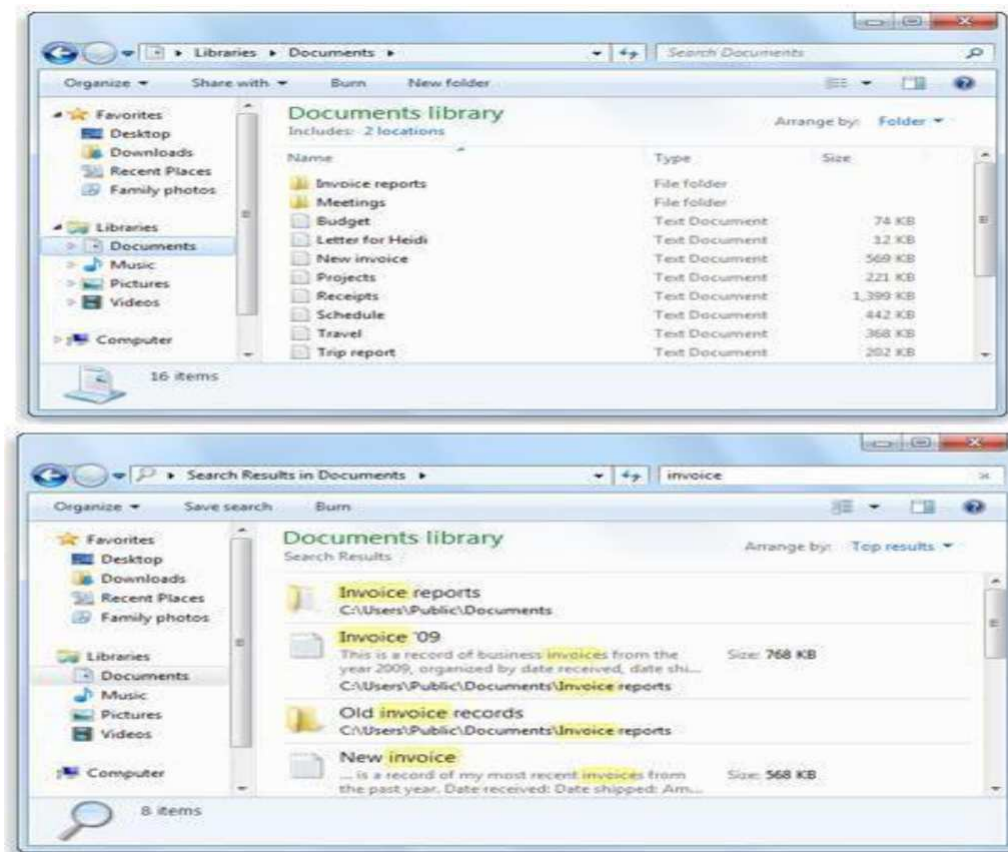 Libraries ▸ Documents ▸
Search Documents
Organize Share with Burn New folder
Favorites
Desktop
Downloads
Recent Places
Family photos
Libraries
Documents
Music
Pictures
Videos
Computer
Documents library
Includes: 2 locations
Arrange by: Folder
Name Type Size
Invoice reports File folder
Meetings File folder
Budget Text Document 74 KB
Letter for Heidi Text Document 12 KB
New invoice Text Document 569 KB
Projects Text Document 221 KB
Receipts Text Document 1,399 KB
Schedule Text Document 442 KB
Travel Text Document 368 KB
Trip report Text Document 202 KB
16 items
Search Results in Documents ▸
invoice
Organize Save search Burn
Favorites
Desktop
Downloads
Recent Places
Family photos
Libraries
Documents
Music
Pictures
Videos
Computer
Documents library
Search Results
Arrange by: Top results
Invoice reports
C:\Users\Public\Documents
Invoice '09
This is a record of business invoices from the
year 2009, organized by date received, date shi...
C:\Users\Public\Documents\Invoice reports
Size: 768 KB
Old invoice records
C:\Users\Public\Documents\Invoice reports
New invoice
... is a record of my most recent invoices from
the past year. Date received: Date shipped: Am...
Size: 568 KB
8 items